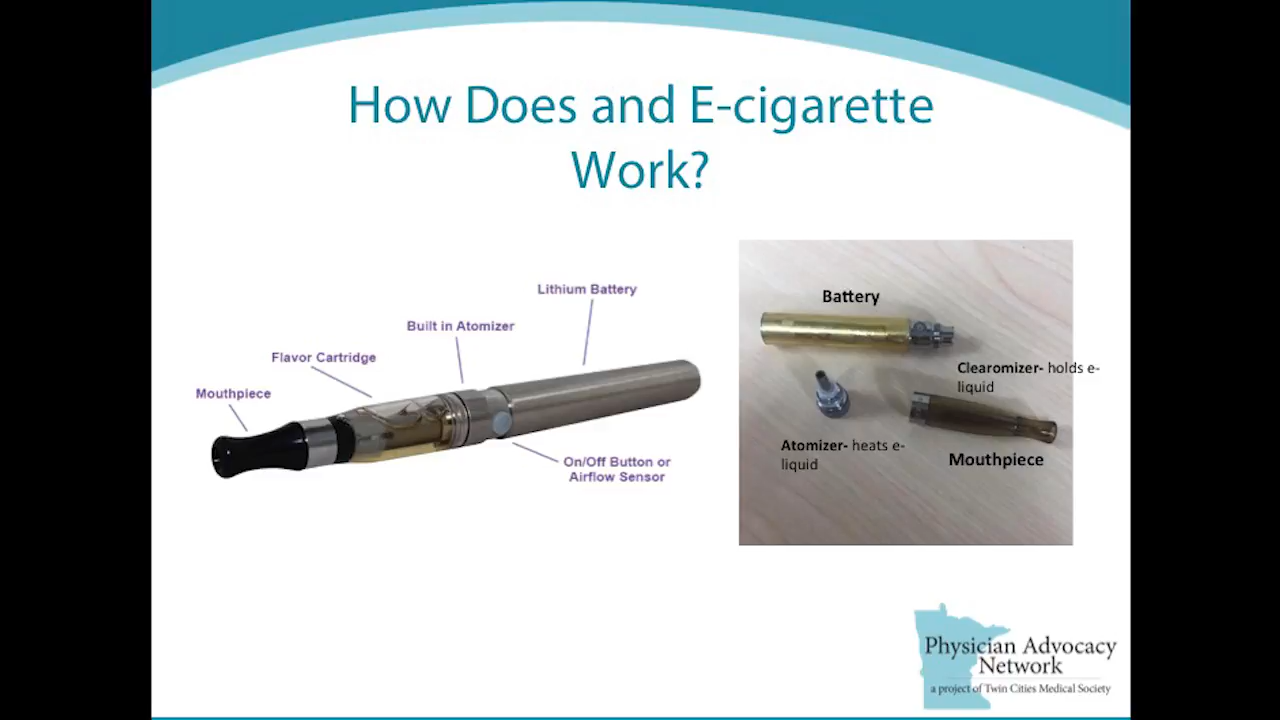 How Does and E-cigarette
Work?
Lithium Battery
Built in Atomizer
Flavor Cartridge
Mouthpiece
On/Off Button or
Airflow Sensor
Battery
Clearomizer- holds e-
liquid
Atomizer- heats e-
liquid
Mouthpiece
Physician Advocacy
Network
a project of Twin Cities Medical Society